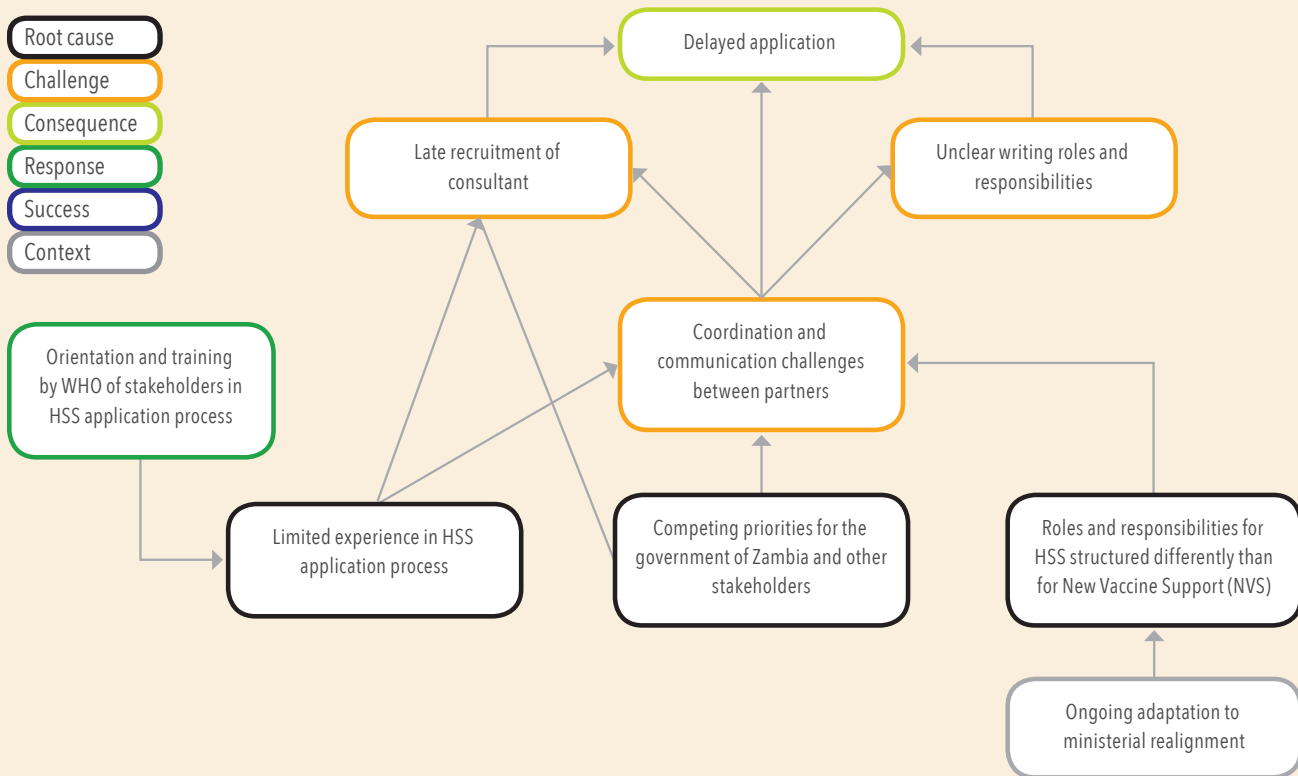 Root cause
Challenge
Consequence
Response
Success
Context
Delayed application
Late recruitment of
consultant
Unclear writing roles and
responsibilities
Coordination and
communication challenges
between partners
Orientation and training
by WHO of stakeholders in
HSS application process
Limited experience in HSS
application process
Competing priorities for the
government of Zambia and other
stakeholders
Roles and responsibilities for
HSS structured differently than
for New Vaccine Support (NVS)
Ongoing adaptation to
ministerial realignment